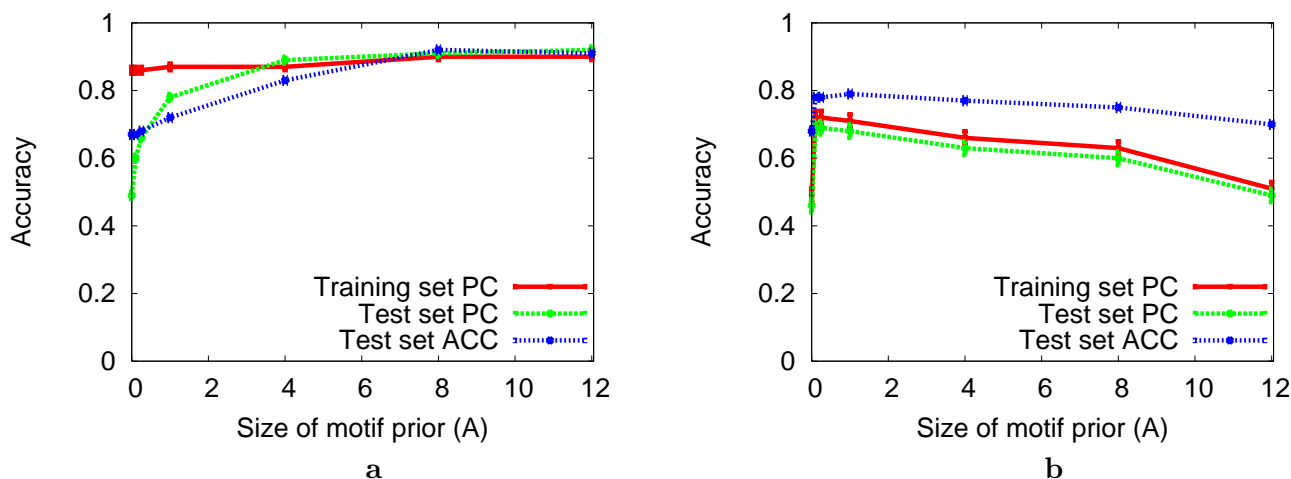 1
0.8
0.6
0.4
0.2
0
Accuracy
Training set PC
Test set PC
Test set ACC
0 2 4 6 8 10 12
Size of motif prior (A)
a
1
0.8
0.6
0.4
0.2
0
Accuracy
Training set PC
Test set PC
Test set ACC
0 2 4 6 8 10 12
Size of motif prior (A)
b